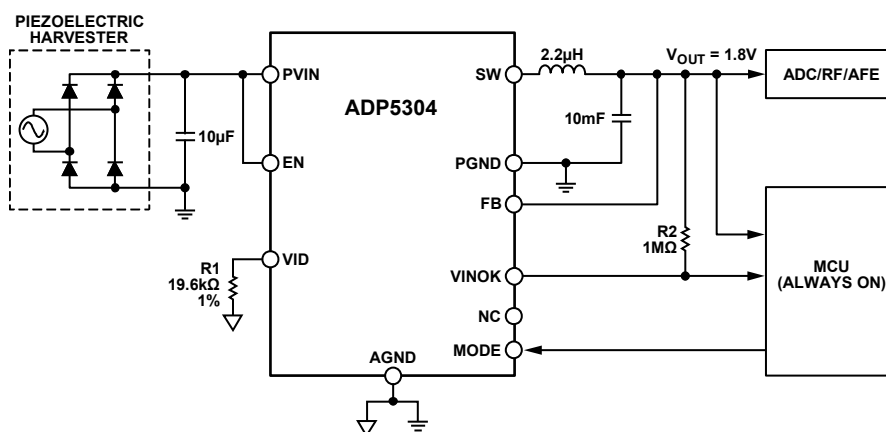 PIEZOELECTRIC
HARVESTER
10µF
PVIN
EN
VID
R1
19.6kΩ
1%
ADP5304
AGND
SW
PGND
FB
VINOK
NC
MODE
2.2µH
10mF
VOUT = 1.8V
R2
1MΩ
ADC/RF/AFE
MCU
(ALWAYS ON)